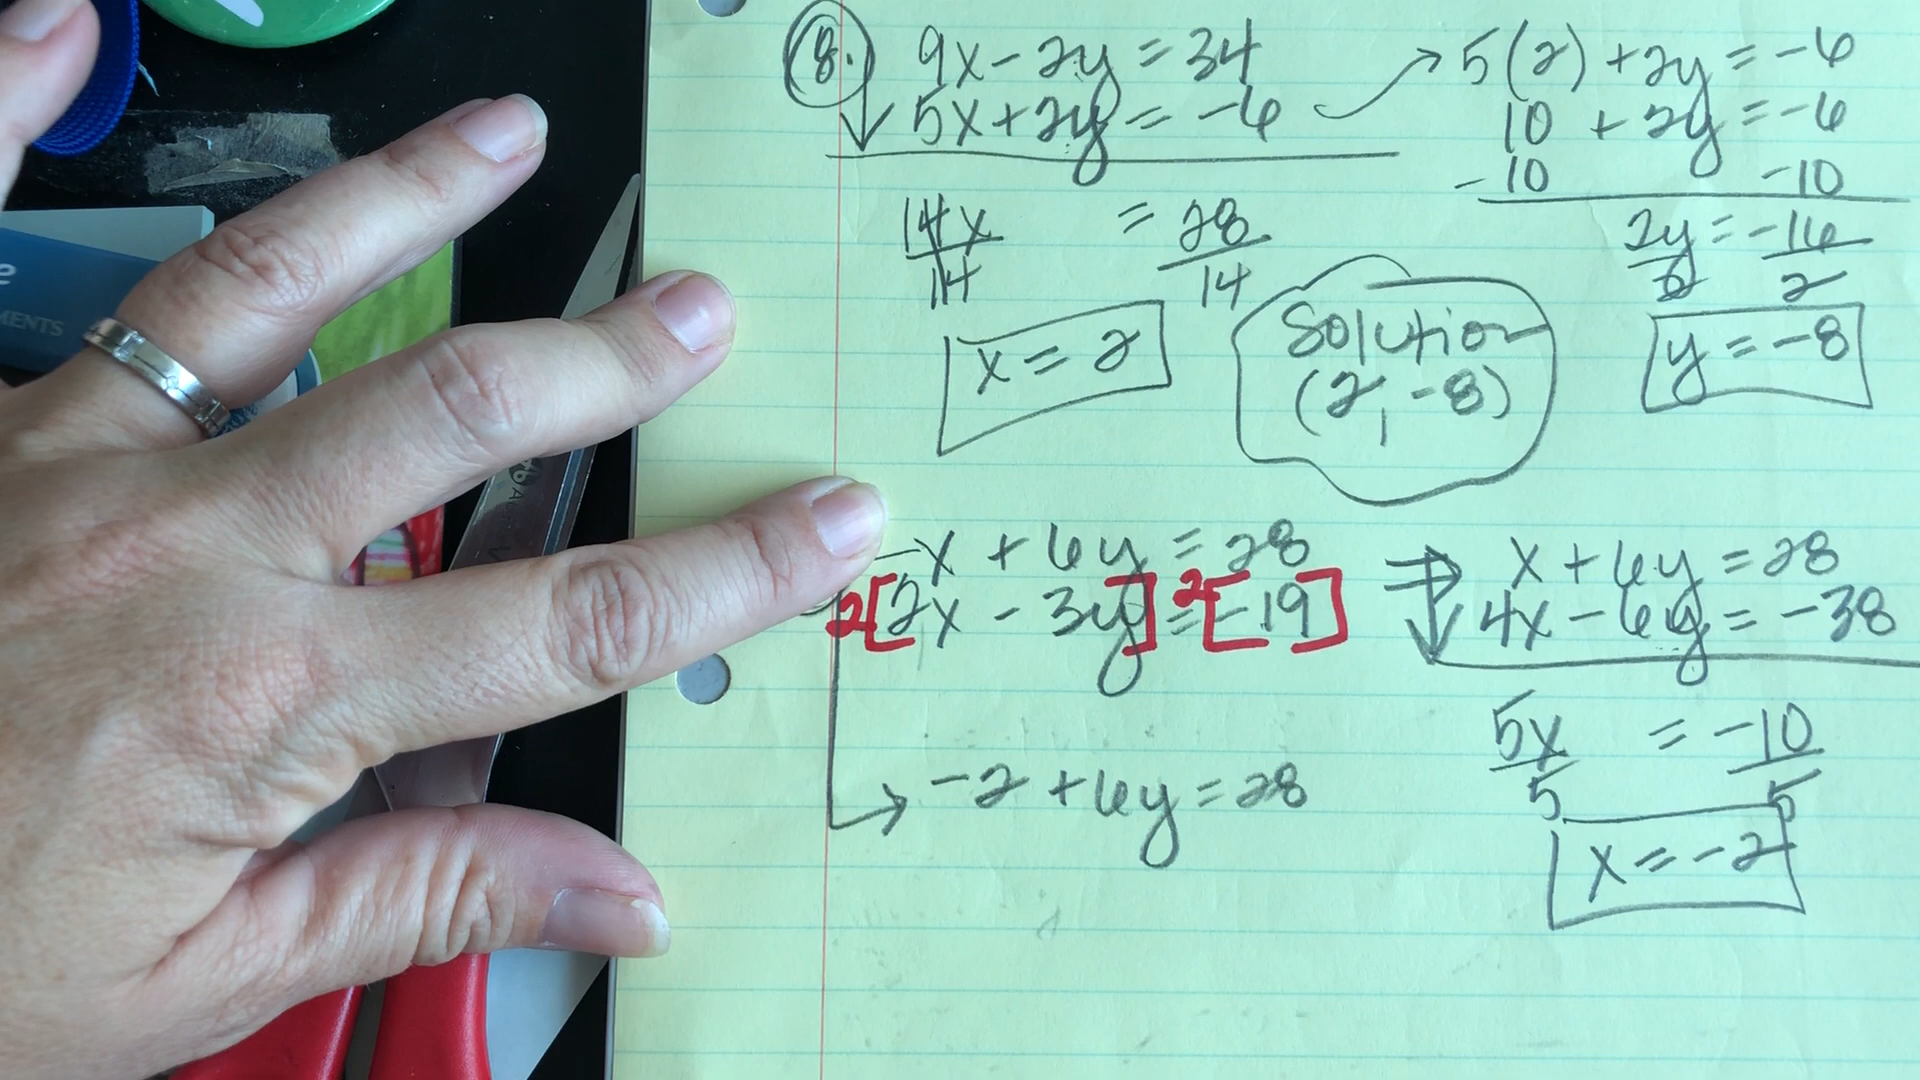 8. 9x - 2y = 34
5x + 2y = -6
14x = 28
14 14
x = 2
5(2) + 2y = -6
10 + 2y = -6
-10 -10
2y = -16
2 2
y = -8
Solution
(2, -8)
x + 6y = 28
2[2x - 3y] = 2[-19]
-2 + 6y = 28
x + 6y = 28
4x - 6y = -38
5x = -10
5 5
x = -2
e
MENTS